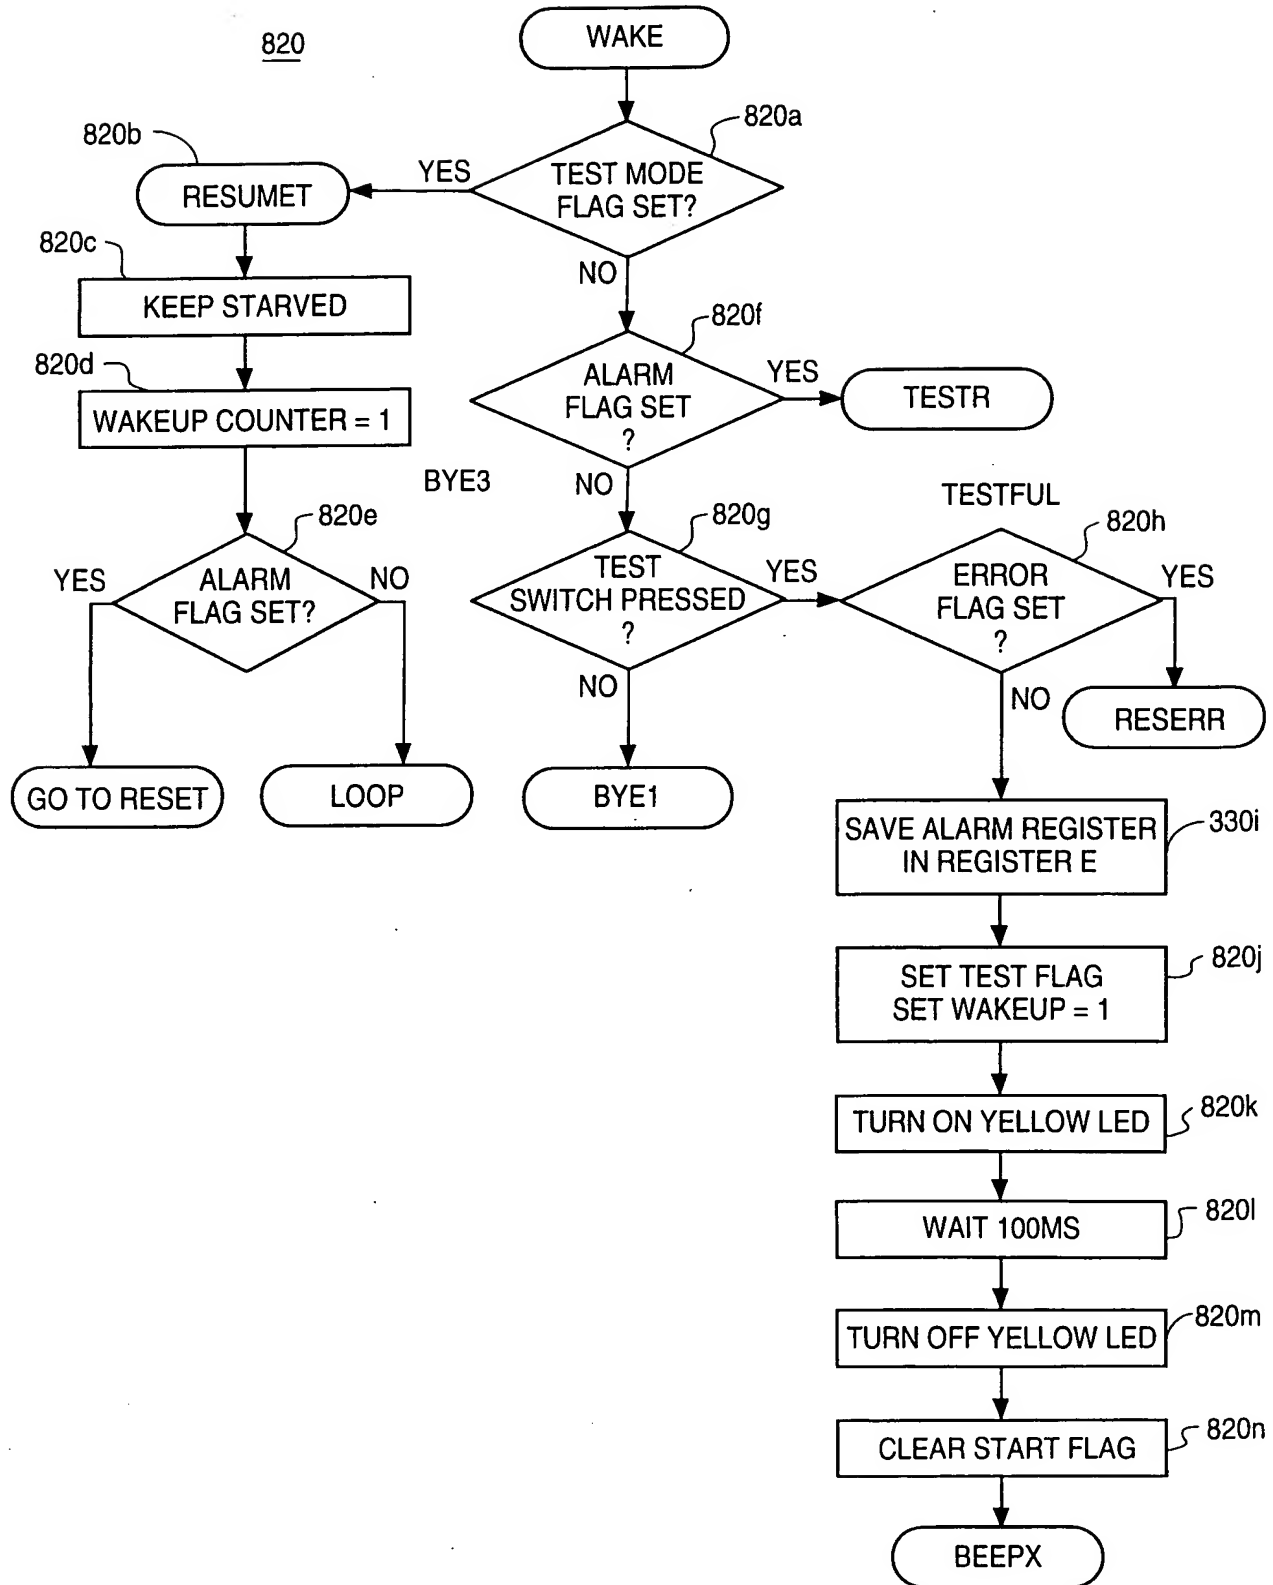 820
WAKE
820a
TEST MODE
FLAG SET?
YES
820b
RESUMET
820c
KEEP STARVED
820d
WAKEUP COUNTER = 1
820e
ALARM
FLAG SET?
YES
NO
GO TO RESET
LOOP
NO
820f
ALARM
FLAG SET
?
YES
TESTR
BYE3
NO
820g
TEST
SWITCH PRESSED
?
YES
NO
BYE1
TESTFUL
820h
ERROR
FLAG SET
?
YES
RESERR
NO
SAVE ALARM REGISTER
IN REGISTER E
330i
SET TEST FLAG
SET WAKEUP = 1
820j
TURN ON YELLOW LED
820k
WAIT 100MS
820l
TURN OFF YELLOW LED
820m
CLEAR START FLAG
820n
BEEPX